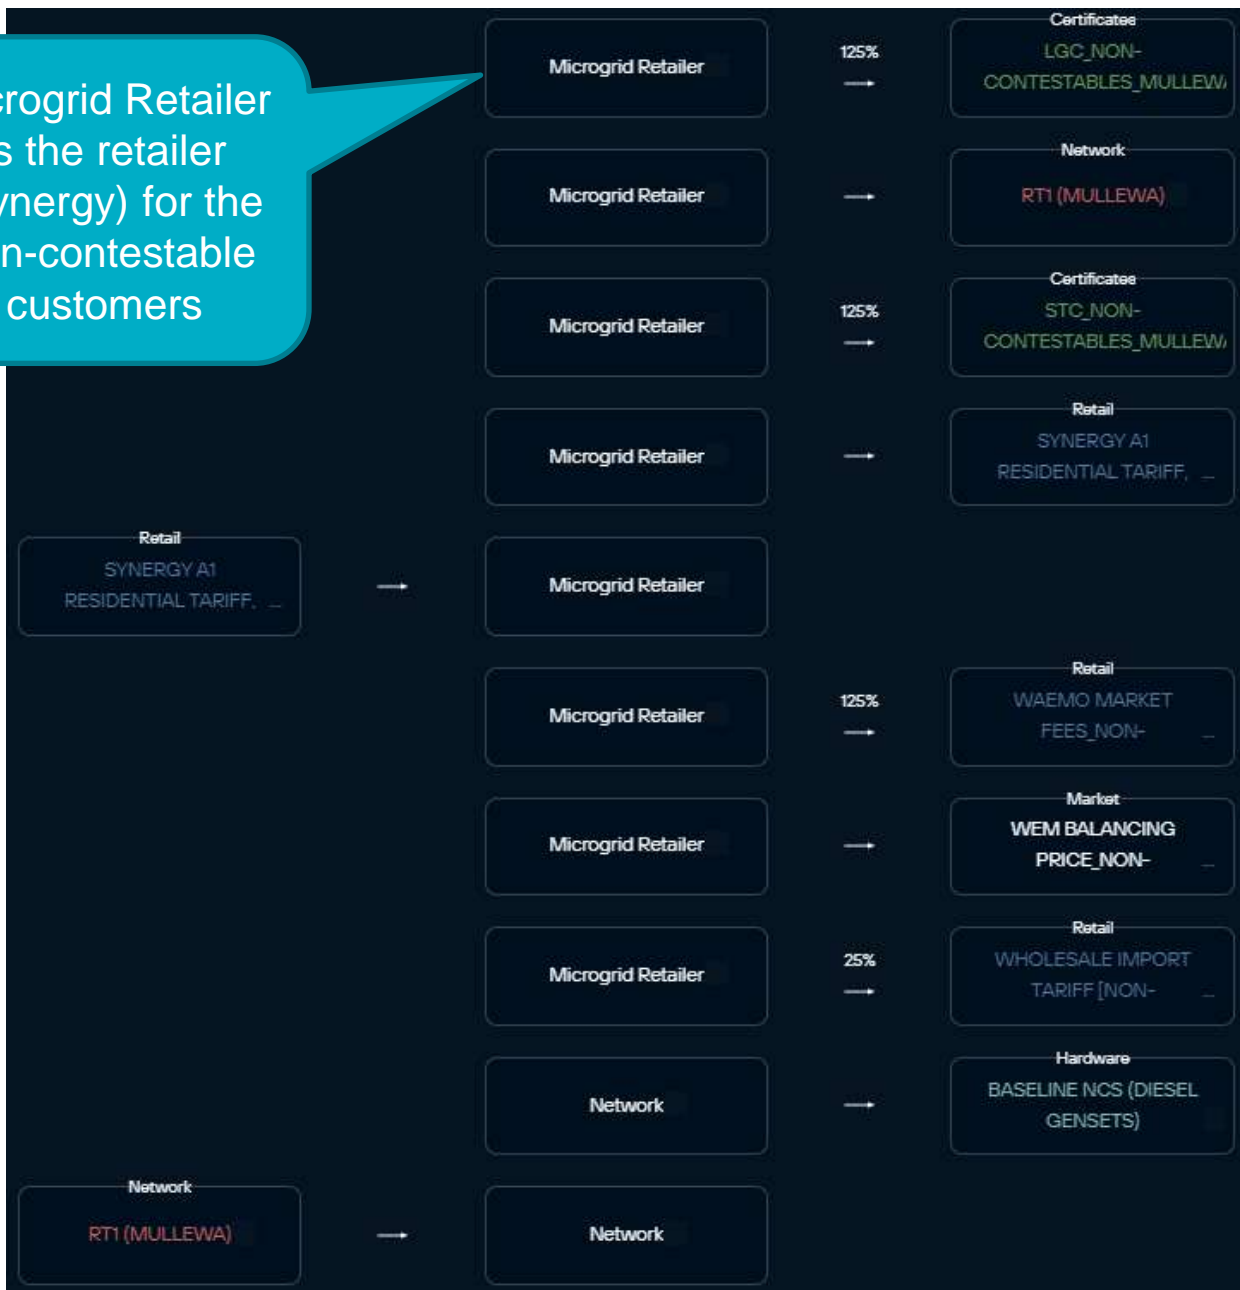 crogrid Retailer
s the retailer
ynergy) for the
n-contestable
customers
Microgrid Retailer
125%
Certificates
LGC_NON-
CONTESTABLES_MULLEWA
Microgrid Retailer
Network
RT1 (MULLEWA)
Microgrid Retailer
125%
Certificates
STC_NON-
CONTESTABLES_MULLEWA
Microgrid Retailer
Retail
SYNERGY A1
RESIDENTIAL TARIFF, ...
Retail
SYNERGY A1
RESIDENTIAL TARIFF, ...
Microgrid Retailer
Microgrid Retailer
125%
Retail
WAEMO MARKET
FEES_NON- ...
Microgrid Retailer
Market
WEM BALANCING
PRICE_NON- ...
Microgrid Retailer
25%
Retail
WHOLESALE IMPORT
TARIFF [NON- ...
Network
Hardware
BASELINE NCS (DIESEL
GENSETS)
Network
RT1 (MULLEWA)
Network